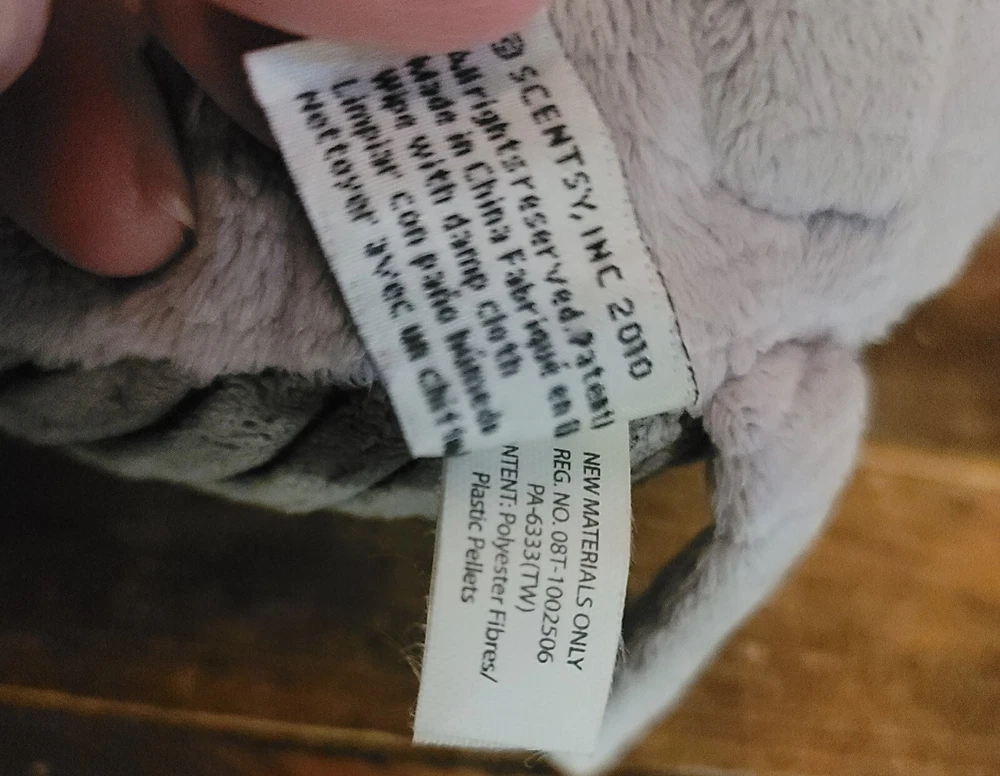 © SCENTSY, INC 2010
All rights reserved. Patent
Made in China Fabriqué en
Wipe with damp cloth
Limpiar con paño húmedo
Nettoyer avec un
NEW MATERIALS ONLY
REG. NO. 08T-1002506
PA-6333(TW)
NTENT: Polyester Fibres/
Plastic Pellets